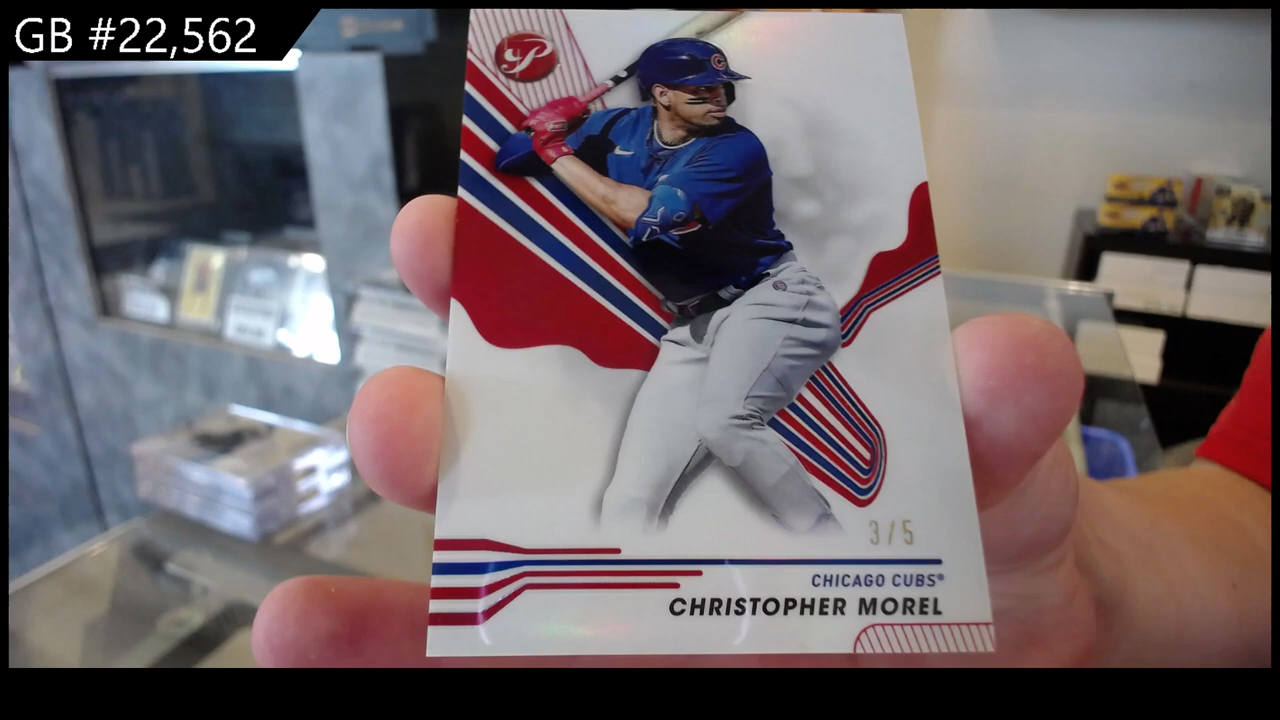 GB #22,562
P
C
3/5
CHICAGO CUBS®
CHRISTOPHER MOREL